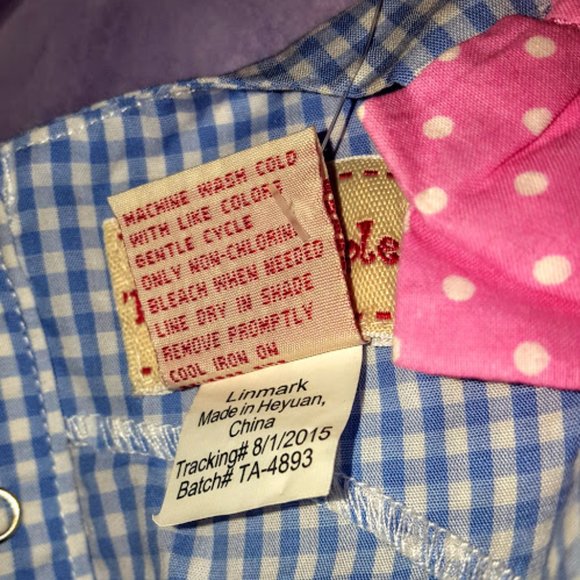 MACHINE WASH COLD
WITH LIKE COLORS
GENTLE CYCLE
ONLY NON-CHLORIN
BLEACH WHEN NEEDED
LINE DRY IN SHADE
REMOVE PROMPTLY
COOL IRON ON
Linmark
Made in Heyuan,
China
Tracking# 8/1/2015
Batch# TA-4893